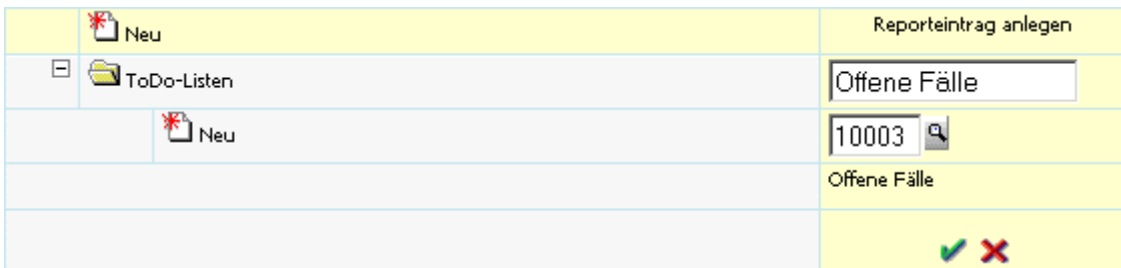 Neu
Reporteintrag anlegen
ToDo-Listen
Offene Fälle
Neu
10003
Offene Fälle